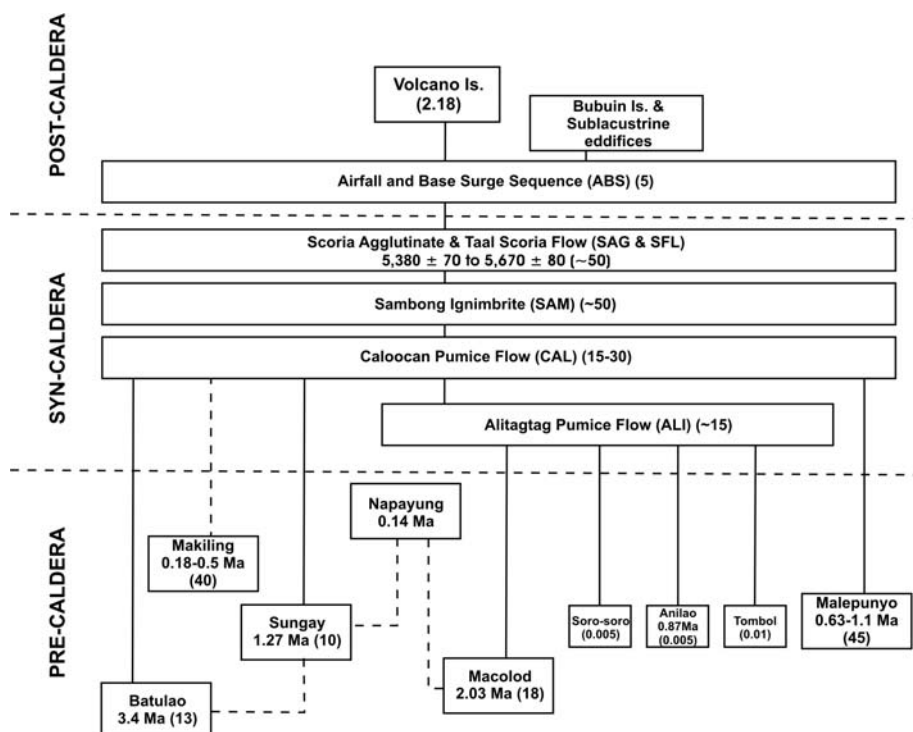 POST-CALDERA
Volcano Is.
(2.18)
Bubuin Is. &
Sublacustrine
eddifices
Airfall and Base Surge Sequence (ABS) (5)
SYN-CALDERA
Scoria Agglutinate & Taal Scoria Flow (SAG & SFL)
5,380 ± 70 to 5,670 ± 80 (~50)
Sambong Ignimbrite (SAM) (~50)
Caloocan Pumice Flow (CAL) (15-30)
Alitagtag Pumice Flow (ALI) (~15)
PRE-CALDERA
Napayung
0.14 Ma
Makiling
0.18-0.5 Ma
(40)
Sungay
1.27 Ma (10)
Soro-soro
(0.005)
Anilao
0.87Ma
(0.005)
Tombol
(0.01)
Malepunyo
0.63-1.1 Ma
(45)
Macolod
2.03 Ma (18)
Batulao
3.4 Ma (13)